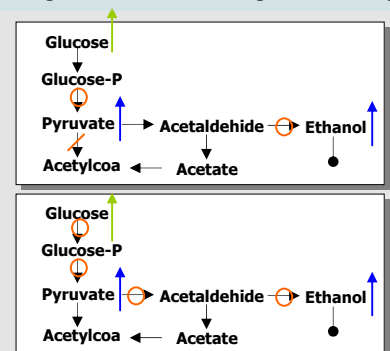 Glucose
Glucose-P
Pyruvate Acetaldehide Ethanol
Acetylcoa Acetate
Glucose
Glucose-P
Pyruvate Acetaldehide Ethanol
Acetylcoa Acetate